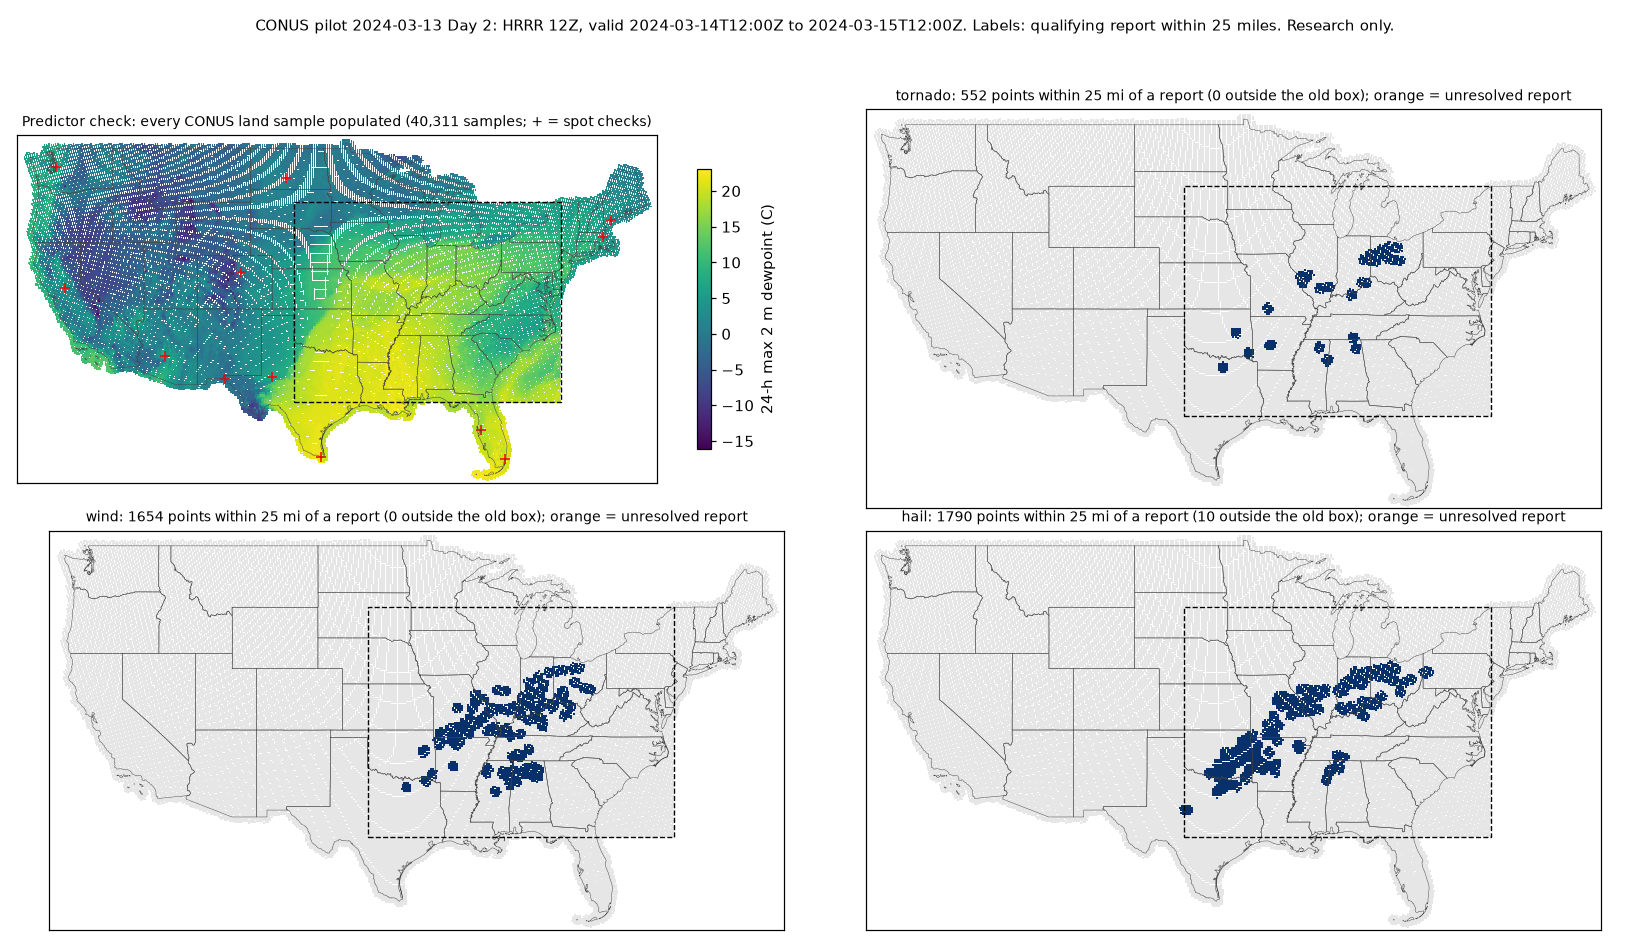 CONUS pilot 2024-03-13 Day 2: HRRR 12Z, valid 2024-03-14T12:00Z to 2024-03-15T12:00Z. Labels: qualifying report within 25 miles. Research only.
Predictor check: every CONUS land sample populated (40,311 samples; + = spot checks)
20
15
10
5
0
−5
−10
−15
24-h max 2 m dewpoint (C)
tornado: 552 points within 25 mi of a report (0 outside the old box); orange = unresolved report
wind: 1654 points within 25 mi of a report (0 outside the old box); orange = unresolved report
hail: 1790 points within 25 mi of a report (10 outside the old box); orange = unresolved report